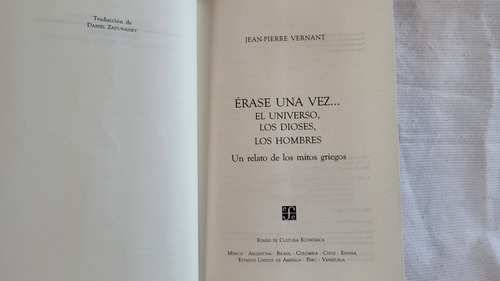 Traducción de
Daniel Zadunaisky
JEAN-PIERRE VERNANT
ÉRASE UNA VEZ...
EL UNIVERSO,
LOS DIOSES,
LOS HOMBRES
Un relato de los mitos griegos
Fondo de Cultura Económica
México - Argentina - Brasil - Colombia - Chile - España
Estados Unidos de América - Perú - Venezuela